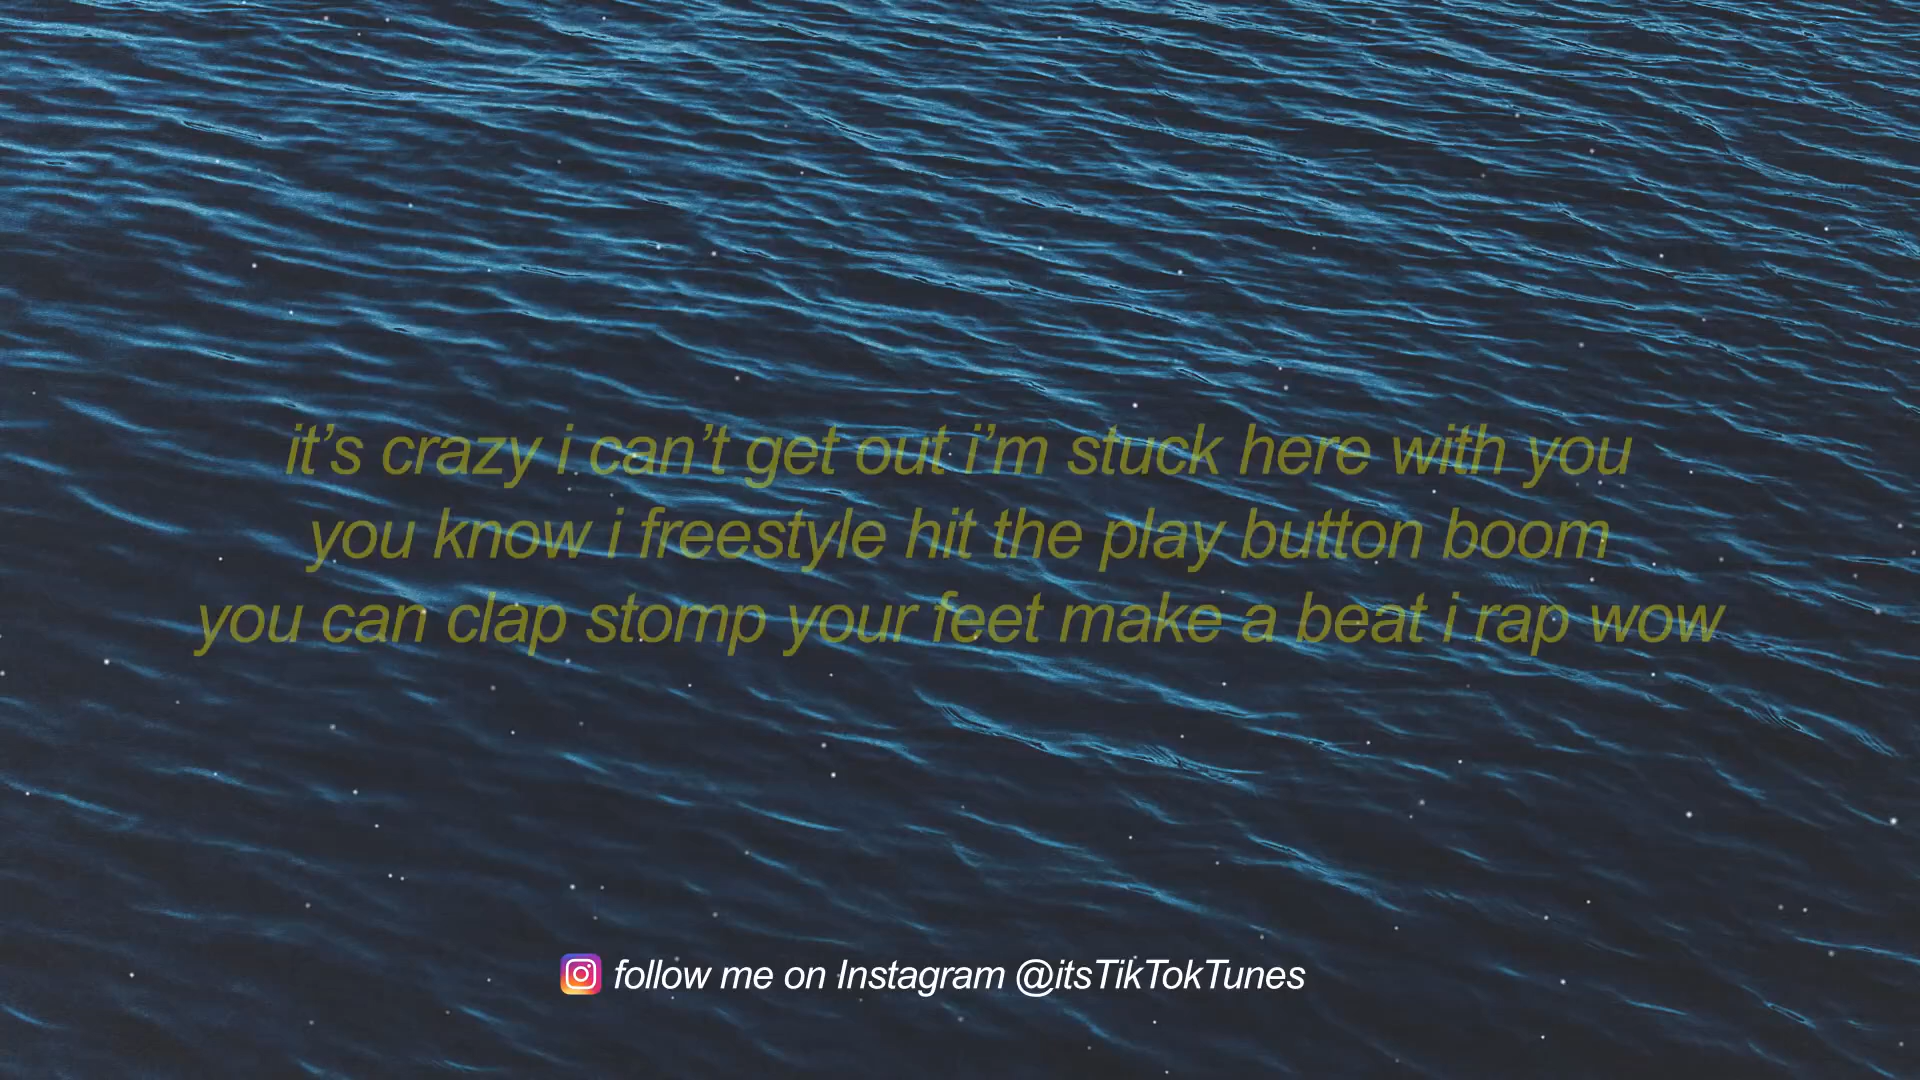 it’s crazy i can’t get out i’m stuck here with you
you know i freestyle hit the play button boom
you can clap stomp your feet make a beat i rap wow
follow me on Instagram @itsTikTokTunes